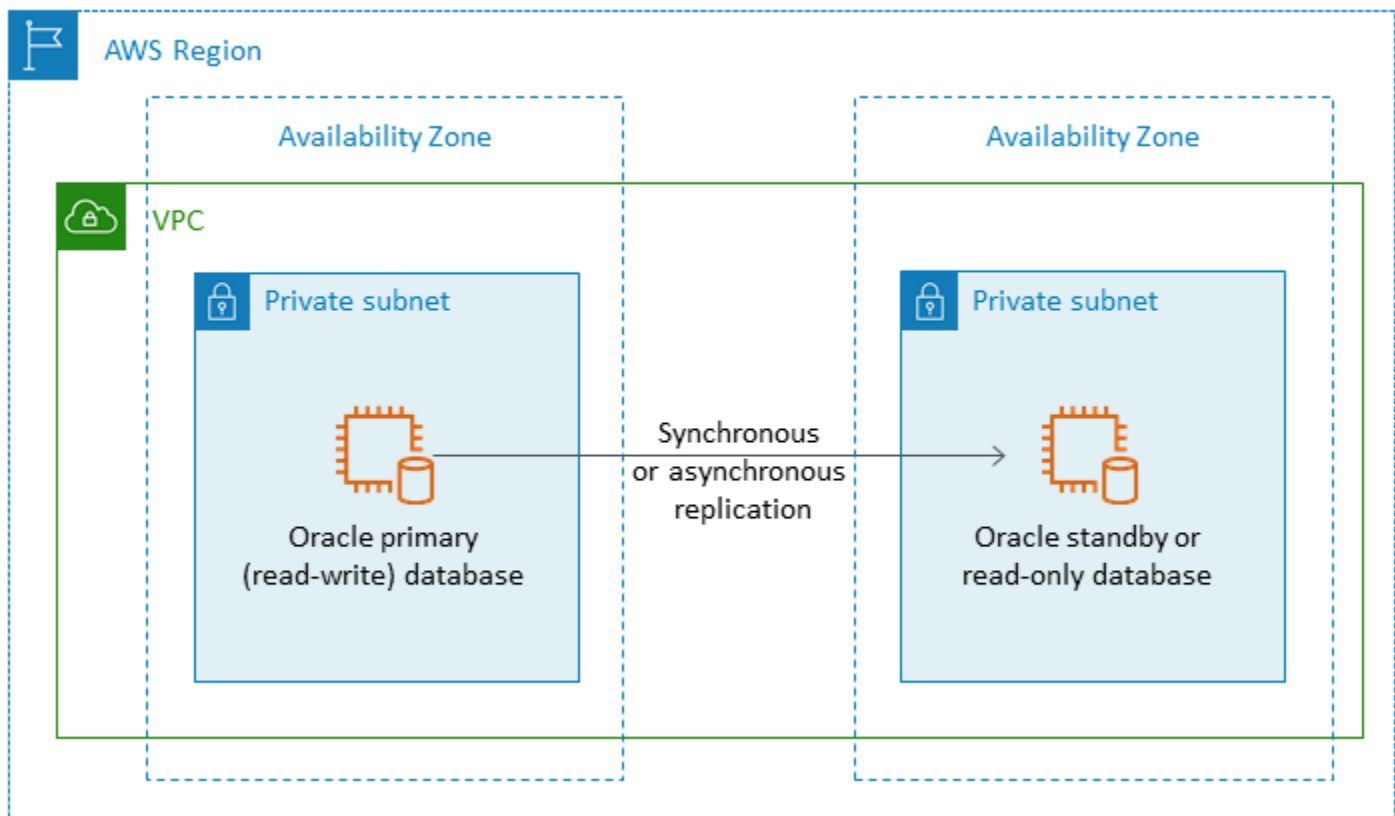 AWS Region
Availability Zone
Availability Zone
VPC
Private subnet
Private subnet
Synchronous
or asynchronous
replication
Oracle primary
(read-write) database
Oracle standby or
read-only database